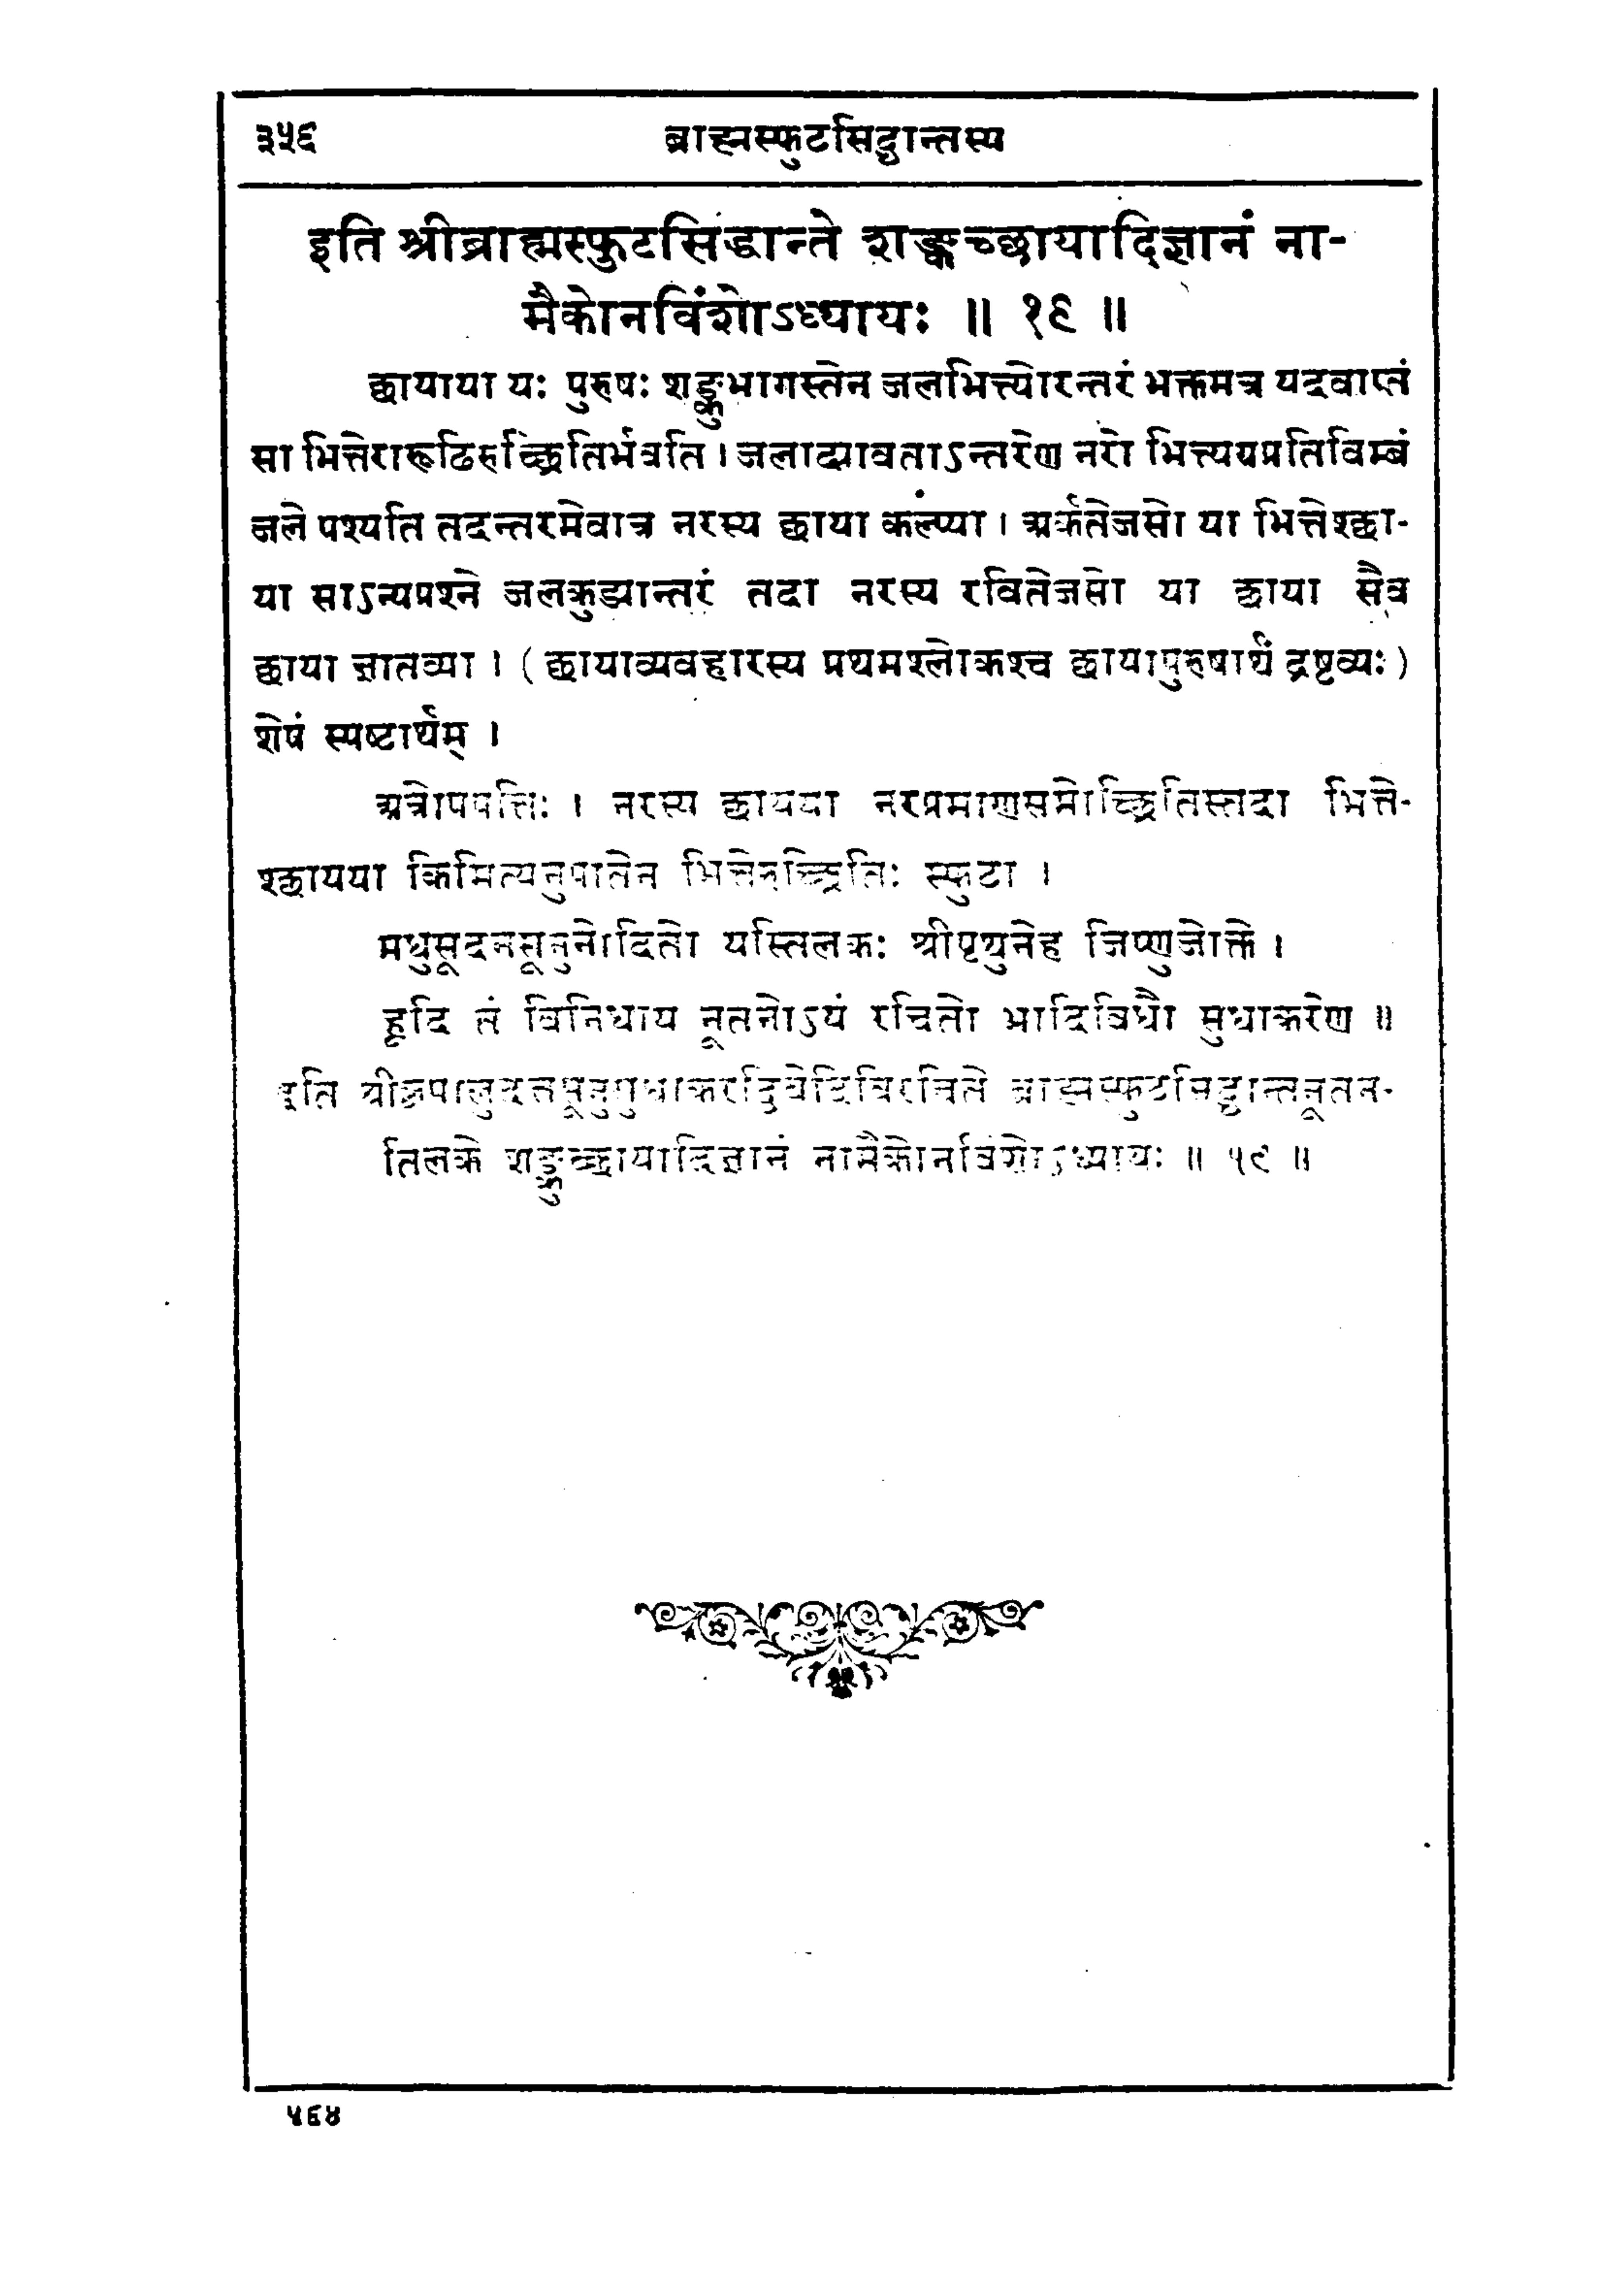 ३५६ ब्राह्मस्फुटसिद्धान्तस्य
इति श्रीब्राह्मस्फुटसिद्धान्ते शङ्कुच्छायादिज्ञानं ना-
मैकोनविंशोऽध्यायः ॥ १९ ॥
छायाया यः पुरुषः शङ्कुभागस्तेन जलभित्त्योरन्तरं भक्तमत्र यदवाप्तं
सा भित्तेरारूढिरुच्छ्रितिर्भवति । जलाद्यावताऽन्तरेण नरो भित्त्यग्रप्रतिविम्बं
जले पश्यति तदन्तरमेवात्र नरस्य छाया कल्प्या । अर्कतेजसो या भित्तेश्छा-
या साऽन्यप्रश्ने जलकुड्यान्तरं तदा नरस्य रवितेजसो या छाया सैव
छाया ज्ञातव्या । ( छायाव्यवहारस्य प्रथमश्लोकश्च छायापुरुषार्थं द्रष्टव्यः )
शेषं स्पष्टार्थम् ।
अत्रोपपत्तिः । नरस्य छायया नरप्रमाणसमोच्छ्रितिस्तदा भित्ते-
श्छायया किमित्यनुपातेन भित्तेरुच्छ्रितिः स्फुटा ।
मधुसूदनसूनुनोदितो यस्तिलकः श्रीपृथुनेह जिष्णुजोक्ते ।
हृदि तं विनिधाय नूतनोऽयं रचितो भादिविधौ सुधाकरेण ॥
इति श्रीकृपालुदत्तसूनुसुधाकरद्विवेदिविरचिते ब्राह्मस्फुटसिद्धान्तनूतन-
तिलके शङ्कुच्छायादिज्ञानं नामैकोनविंशोऽध्यायः ॥ १९ ॥
५६४